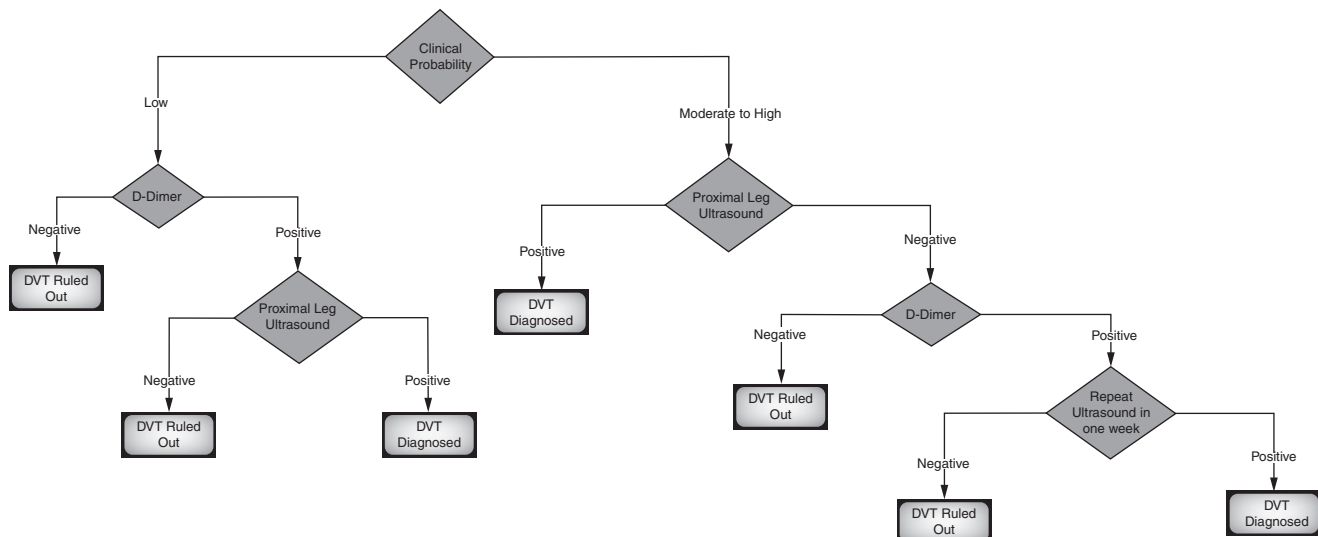 Clinical
Probability
Low
Moderate to High
D-Dimer
Proximal Leg
Ultrasound
Negative
Positive
Positive
Negative
DVT Ruled
Out
Proximal Leg
Ultrasound
DVT
Diagnosed
D-Dimer
Negative
Positive
Negative
Positive
DVT Ruled
Out
DVT
Diagnosed
DVT Ruled
Out
Repeat
Ultrasound in
one week
Negative
Positive
DVT Ruled
Out
DVT
Diagnosed